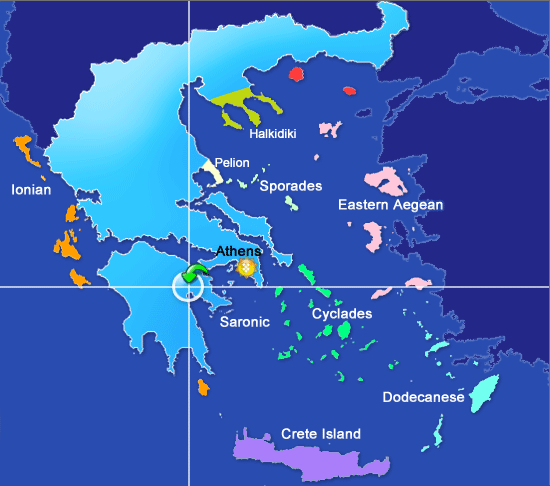 Halkidiki
Pelion
Sporades
Ionian
Eastern Aegean
Athens
Saronic
Cyclades
Dodecanese
Crete Island